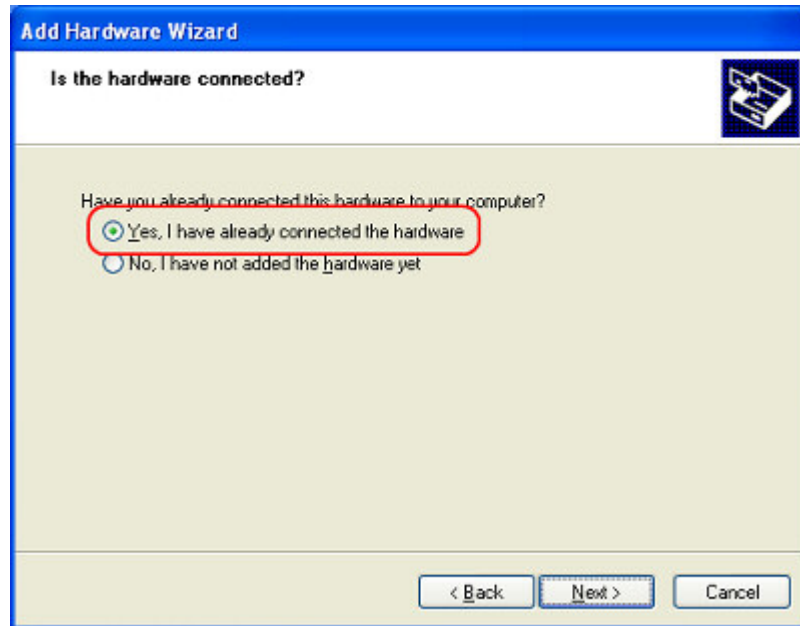 Add Hardware Wizard
Is the hardware connected?
Have you already connected this hardware to your computer?
Yes, I have already connected the hardware
No, I have not added the hardware yet
< Back   Next >   Cancel